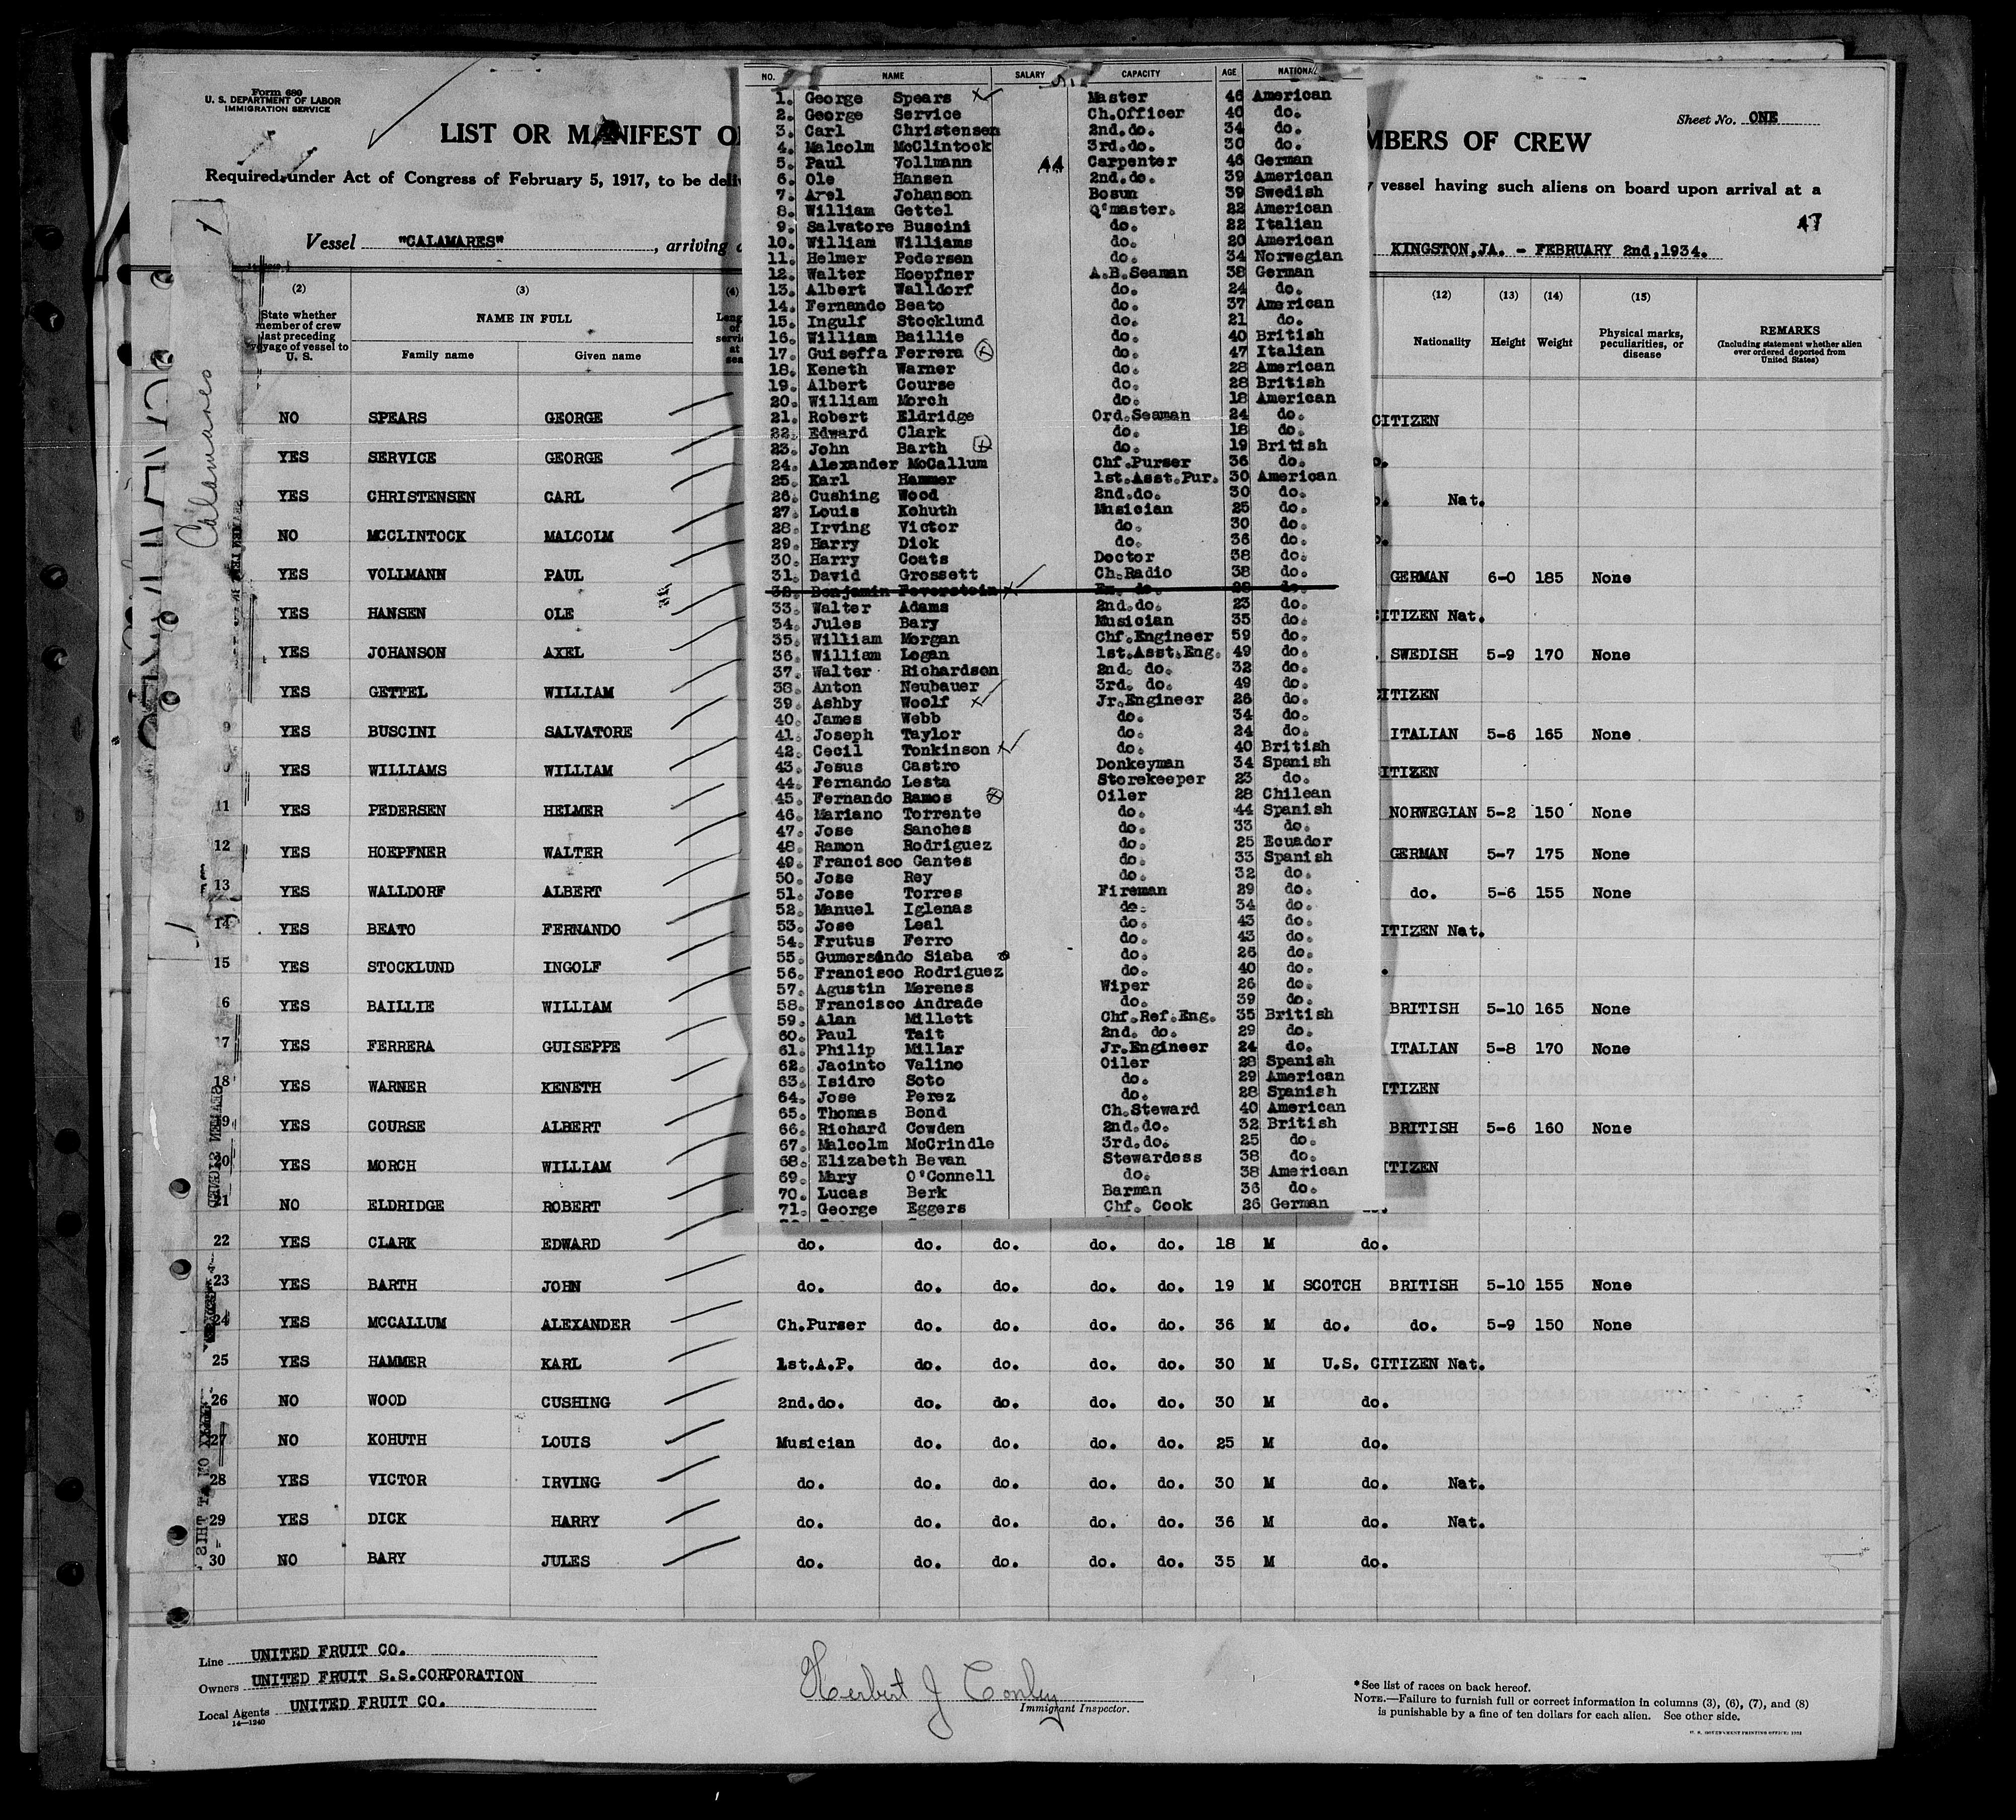 Form 680
U. S. DEPARTMENT OF LABOR
IMMIGRATION SERVICE
LIST OR MANIFEST O
MBERS OF CREW
Sheet No. ONE
Required under Act of Congress of February 5, 1917, to be deliv
y vessel having such aliens on board upon arrival at a
Vessel "CALAMARES", arriving
KINGSTON,JA. - FEBRUARY 2nd,1934.
Calamares
NO. NAME SALARY CAPACITY AGE NATIONAL
1. George Spears Master 46 American
2. George Service Ch.Officer 40 do.
3. Carl Christensen 2nd.do. 34 do.
4. Malcolm McClintock 3rd.do. 30 do.
5. Paul Vollmann Carpenter 46 German
6. Ole Hansen 2nd.do. 39 American
7. Axel Johanson Bosun 39 Swedish
8. William Gettel Q'master. 22 American
9. Salvatore Buscini do. 22 Italian
10. William Williams do. 20 American
11. Helmer Pedersen do. 34 Norwegian
12. Walter Hoepfner A.B.Seaman 38 German
13. Albert Walldorf do. 24 do.
14. Fernando Beato do. 37 American
15. Ingulf Stocklund do. 21 do.
16. William Baillie do. 40 British
17. Guiseffa Ferrera do. 47 Italian
18. Keneth Warner do. 28 American
19. Albert Course do. 28 British
20. William Morch do. 18 American
21. Robert Eldridge Ord.Seaman 24 do.
22. Edward Clark do. 18 do.
23. John Barth do. 19 British
24. Alexander McCallum Chf.Purser 36 do.
25. Karl Hammer 1st.Asst.Pur. 30 American
26. Cushing Wood 2nd.do. 30 do.
27. Louis Kohuth Musician 25 do.
28. Irving Victor do. 30 do.
29. Harry Dick do. 36 do.
30. Harry Coats Doctor 38 do.
31. David Grossett Ch.Radio 38 do.
32. Benjamin Feverstein
33. Walter Adams 2nd.do. 23 do.
34. Jules Bary Musician 35 do.
35. William Morgan Chf.Engineer 59 do.
36. William Logan 1st.Asst.Eng. 49 do.
37. Walter Richardson 2nd. do. 32 do.
38. Anton Neubauer 3rd. do. 49 do.
39. Ashby Woolf Jr.Engineer 26 do.
40. James Webb do. 34 do.
41. Joseph Taylor do. 24 do.
42. Cecil Tonkinson do. 40 British
43. Jesus Castro Donkeyman 34 Spanish
44. Fernando Lesta Storekeeper 23 do.
45. Fernando Ramos Oiler 28 Chilean
46. Mariano Torrente do. 44 Spanish
47. Jose Sanches do. 33 do.
48. Ramon Rodriguez do. 25 Ecuador
49. Francisco Gantes do. 33 Spanish
50. Jose Rey do. 32 do.
51. Jose Torres Fireman 29 do.
52. Manuel Iglenas do. 34 do.
53. Jose Leal do. 43 do.
54. Frutus Ferro do. 43 do.
55. Gumersindo Siaba do. 26 do.
56. Francisco Rodriguez do. 40 do.
57. Agustin Merenes Wiper 26 do.
58. Francisco Andrade do. 39 do.
59. Alan Millett Chf.Ref.Eng. 35 British
60. Paul Tait 2nd. do. 29 do.
61. Philip Millar Jr.Engineer 24 do.
62. Jacinto Valino Oiler 28 Spanish
63. Isidro Soto do. 29 American
64. Jose Perez do. 28 Spanish
65. Thomas Bond Ch.Steward 40 American
66. Richard Cowden 2nd.do. 32 British
67. Malcolm McCrindle 3rd.do. 25 do.
68. Elizabeth Bevan Stewardess 38 do.
69. Mary O'Connell do. 38 American
70. Lucas Berk Barman 36 do.
71. George Eggers Chf. Cook 26 German
(2) (3) (4) (12) (13) (14) (15)
State whether member of crew last preceding voyage of vessel to U. S.
NAME IN FULL
Family name Given name
Nationality Height Weight
Physical marks, peculiarities, or disease
REMARKS
(Including statement whether alien ever ordered deported from United States)
NO SPEARS GEORGE CITIZEN
YES SERVICE GEORGE
YES CHRISTENSEN CARL Nat.
NO MCCLINTOCK MALCOLM
YES VOLLMANN PAUL GERMAN 6-0 185 None
YES HANSEN OLE CITIZEN Nat.
YES JOHANSON AXEL SWEDISH 5-9 170 None
YES GETTEL WILLIAM CITIZEN
9 YES BUSCINI SALVATORE ITALIAN 5-6 165 None
YES WILLIAMS WILLIAM CITIZEN
11 YES PEDERSEN HELMER NORWEGIAN 5-2 150 None
12 YES HOEPFNER WALTER GERMAN 5-7 175 None
13 YES WALLDORF ALBERT do. 5-6 155 None
14 YES BEATO FERNANDO CITIZEN Nat.
15 YES STOCKLUND INGOLF
6 YES BAILLIE WILLIAM BRITISH 5-10 165 None
17 YES FERRERA GUISEPPE ITALIAN 5-8 170 None
18 YES WARNER KENETH CITIZEN
19 YES COURSE ALBERT BRITISH 5-6 160 None
20 YES MORCH WILLIAM CITIZEN
21 NO ELDRIDGE ROBERT
22 YES CLARK EDWARD do. do. do. do. do. 18 M do.
23 YES BARTH JOHN do. do. do. do. do. 19 M SCOTCH BRITISH 5-10 155 None
24 YES MCCALLUM ALEXANDER Ch.Purser do. do. do. do. 36 M do. do. 5-9 150 None
25 YES HAMMER KARL 1st.A.P. do. do. do. do. 30 M U.S. CITIZEN Nat.
26 NO WOOD CUSHING 2nd.do. do. do. do. do. 30 M do.
27 NO KOHUTH LOUIS Musician do. do. do. do. 25 M do.
28 YES VICTOR IRVING do. do. do. do. do. 30 M do. Nat.
29 YES DICK HARRY do. do. do. do. do. 36 M do. Nat.
30 NO BARY JULES do. do. do. do. do. 35 M do.
Line UNITED FRUIT CO.
Owners UNITED FRUIT S.S.CORPORATION
Local Agents UNITED FRUIT CO.
14-1240
Herbert J Conley
Immigrant Inspector.
*See list of races on back hereof.
NOTE.—Failure to furnish full or correct information in columns (3), (6), (7), and (8)
is punishable by a fine of ten dollars for each alien. See other side.